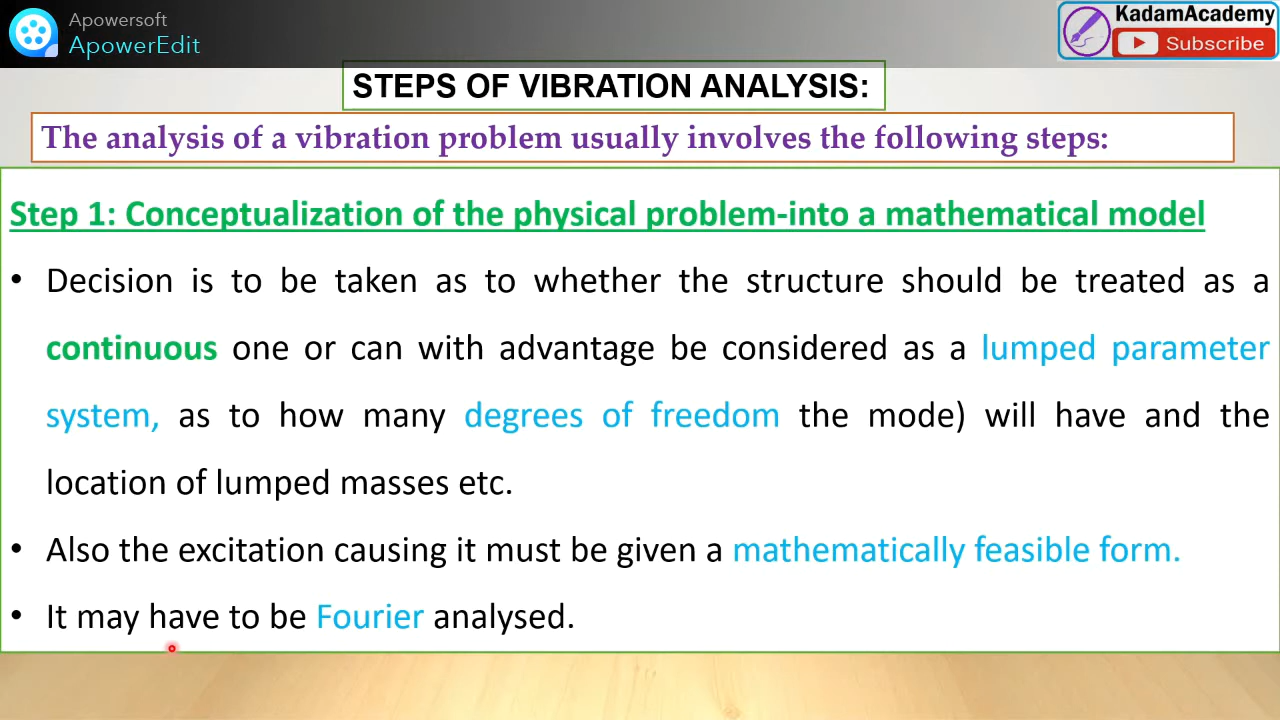 Apowersoft
ApowerEdit
KadamAcademy
Subscribe
STEPS OF VIBRATION ANALYSIS:
The analysis of a vibration problem usually involves the following steps:
Step 1: Conceptualization of the physical problem-into a mathematical model
• Decision is to be taken as to whether the structure should be treated as a
continuous one or can with advantage be considered as a lumped parameter
system, as to how many degrees of freedom the mode) will have and the
location of lumped masses etc.
• Also the excitation causing it must be given a mathematically feasible form.
• It may have to be Fourier analysed.